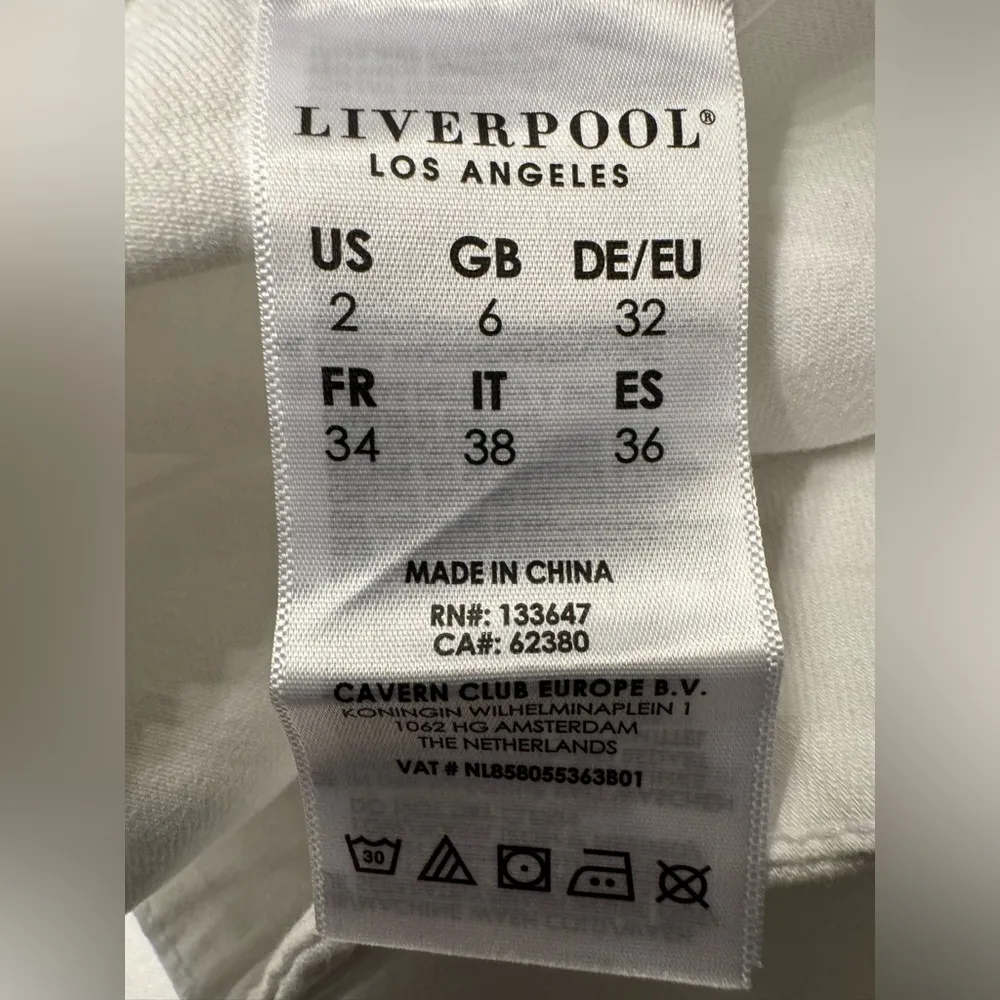 LIVERPOOL®
LOS ANGELES
US GB DE/EU
2 6 32
FR IT ES
34 38 36
MADE IN CHINA
RN#: 133647
CA#: 62380
CAVERN CLUB EUROPE B.V.
KONINGIN WILHELMINAPLEIN 1
1062 HG AMSTERDAM
THE NETHERLANDS
VAT # NL858055363B01
30